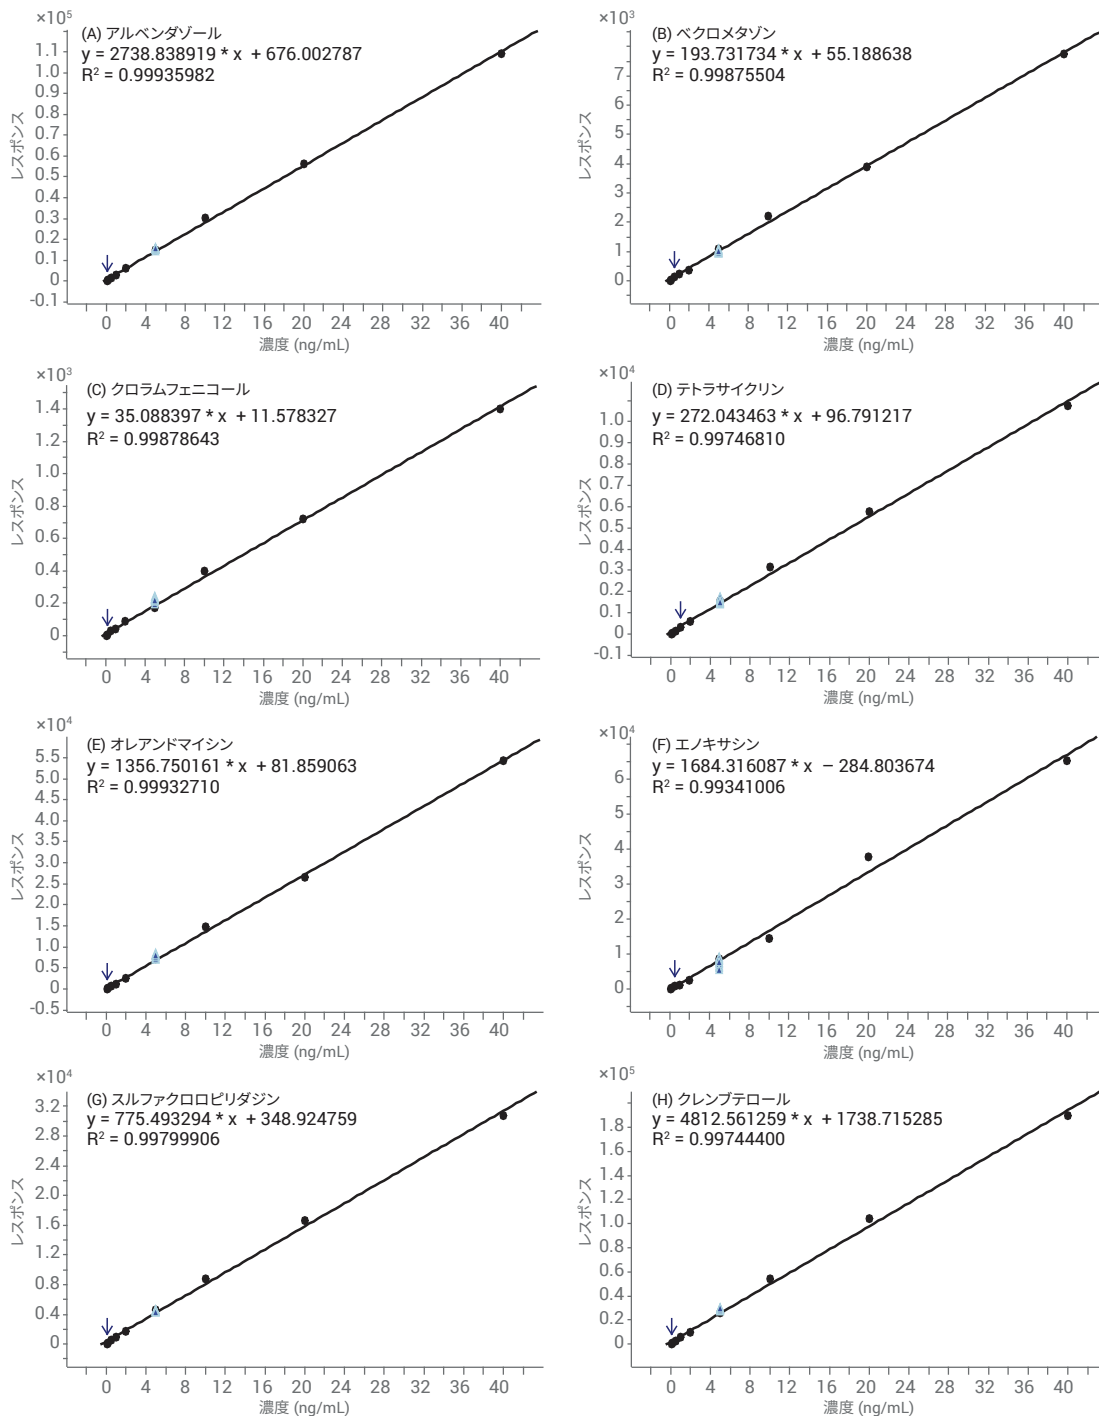 ×10⁵
(A) アルベンダゾール
y = 2738.838919 * x + 676.002787
R² = 0.99935982
1.1
1.0
0.9
0.8
0.7
0.6
0.5
0.4
0.3
0.2
0.1
0
-0.1
レスポンス
0 4 8 12 16 20 24 28 32 36 40
濃度 (ng/mL)
×10³
(B) ベクロメタゾン
y = 193.731734 * x + 55.188638
R² = 0.99875504
7
6
5
4
3
2
1
0
レスポンス
0 4 8 12 16 20 24 28 32 36 40
濃度 (ng/mL)
×10³
(C) クロラムフェニコール
y = 35.088397 * x + 11.578327
R² = 0.99878643
1.4
1.2
1.0
0.8
0.6
0.4
0.2
0
レスポンス
0 4 8 12 16 20 24 28 32 36 40
濃度 (ng/mL)
×10⁴
(D) テトラサイクリン
y = 272.043463 * x + 96.791217
R² = 0.99746810
1.0
0.9
0.8
0.7
0.6
0.5
0.4
0.3
0.2
0.1
0
-0.1
レスポンス
0 4 8 12 16 20 24 28 32 36 40
濃度 (ng/mL)
×10⁴
(E) オレアンドマイシン
y = 1356.750161 * x + 81.859063
R² = 0.99932710
5.5
5.0
4.5
4.0
3.5
3.0
2.5
2.0
1.5
1.0
0.5
0
-0.5
レスポンス
0 4 8 12 16 20 24 28 32 36 40
濃度 (ng/mL)
×10⁴
(F) エノキサシン
y = 1684.316087 * x − 284.803674
R² = 0.99341006
6
5
4
3
2
1
0
レスポンス
0 4 8 12 16 20 24 28 32 36 40
濃度 (ng/mL)
×10⁴
(G) スルファクロロピリダジン
y = 775.493294 * x + 348.924759
R² = 0.99799906
3.2
2.8
2.4
2.0
1.6
1.2
0.8
0.4
0
レスポンス
0 4 8 12 16 20 24 28 32 36 40
濃度 (ng/mL)
×10⁵
(H) クレンブテロール
y = 4812.561259 * x + 1738.715285
R² = 0.99744400
1.8
1.6
1.4
1.2
1.0
0.8
0.6
0.4
0.2
0
レスポンス
0 4 8 12 16 20 24 28 32 36 40
濃度 (ng/mL)